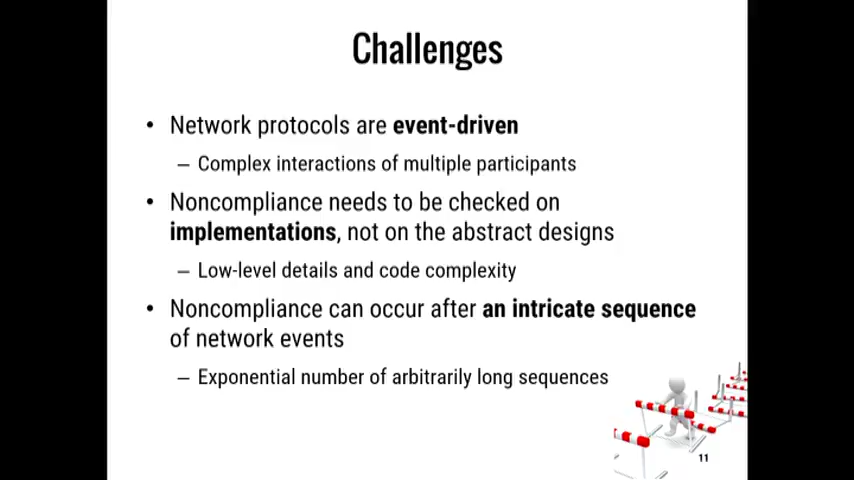 Challenges
• Network protocols are event-driven
– Complex interactions of multiple participants
• Noncompliance needs to be checked on
implementations, not on the abstract designs
– Low-level details and code complexity
• Noncompliance can occur after an intricate sequence
of network events
– Exponential number of arbitrarily long sequences
11